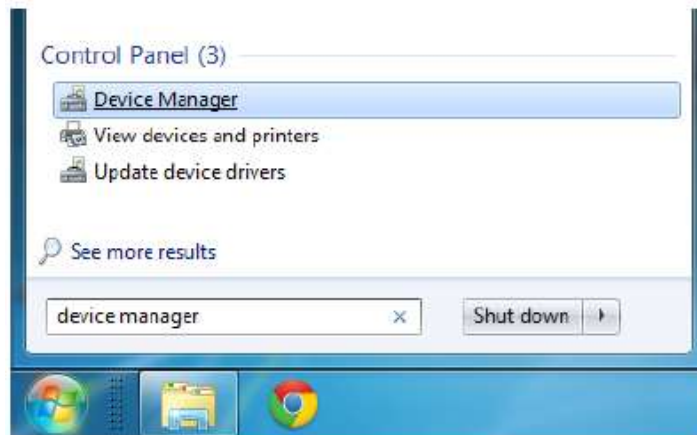 Control Panel (3)
Device Manager
View devices and printers
Update device drivers
See more results
device manager
Shut down